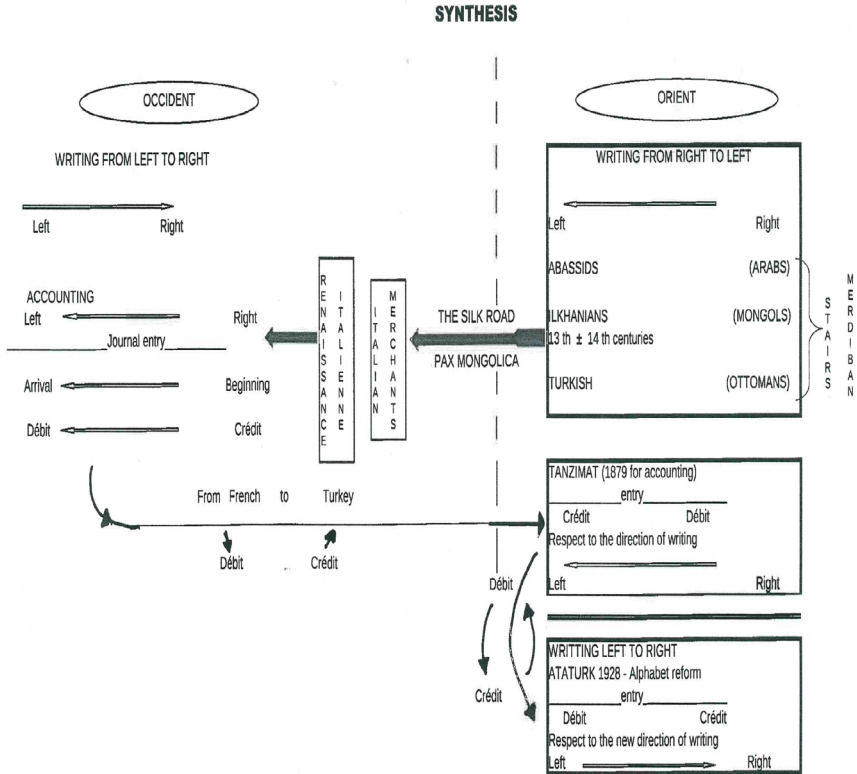 SYNTHESIS
OCCIDENT
WRITING FROM LEFT TO RIGHT
Left Right
ACCOUNTING
Left Right
Journal entry
Arrival Beginning
Débit Crédit
RENAISSANCE
ITALIENNE
ITALIAN
MERCHANTS
THE SILK ROAD
PAX MONGOLICA
ORIENT
WRITING FROM RIGHT TO LEFT
Left Right
ABASSIDS (ARABS)
ILKHANIANS (MONGOLS)
13 th ± 14 th centuries
TURKISH (OTTOMANS)
STAIRS
MERDIBAN
From French to Turkey
Débit Crédit
TANZIMAT (1879 for accounting)
entry
Crédit Débit
Respect to the direction of writing
Left Right
Débit
Crédit
WRITTING LEFT TO RIGHT
ATATURK 1928 - Alphabet reform
entry
Débit Crédit
Respect to the new direction of writing
Left Right